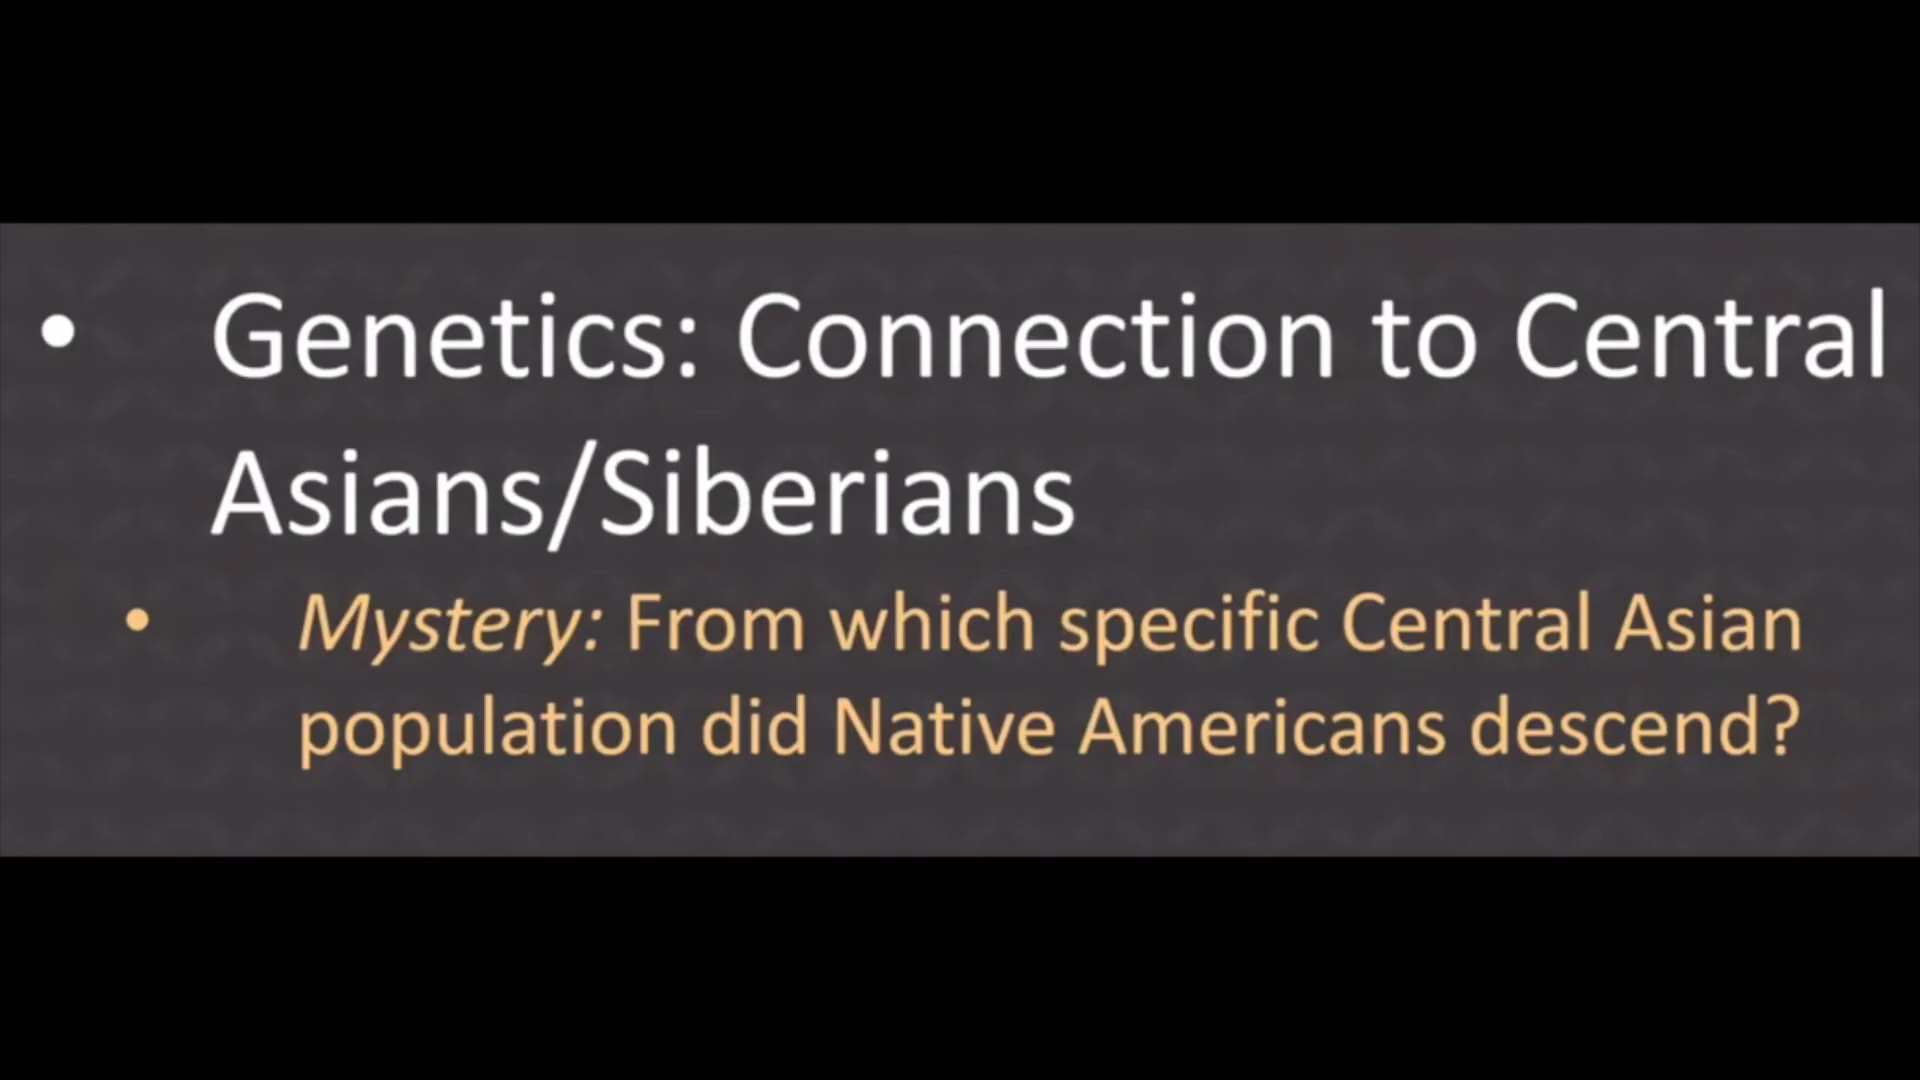 • Genetics: Connection to Central
Asians/Siberians
• Mystery: From which specific Central Asian
population did Native Americans descend?